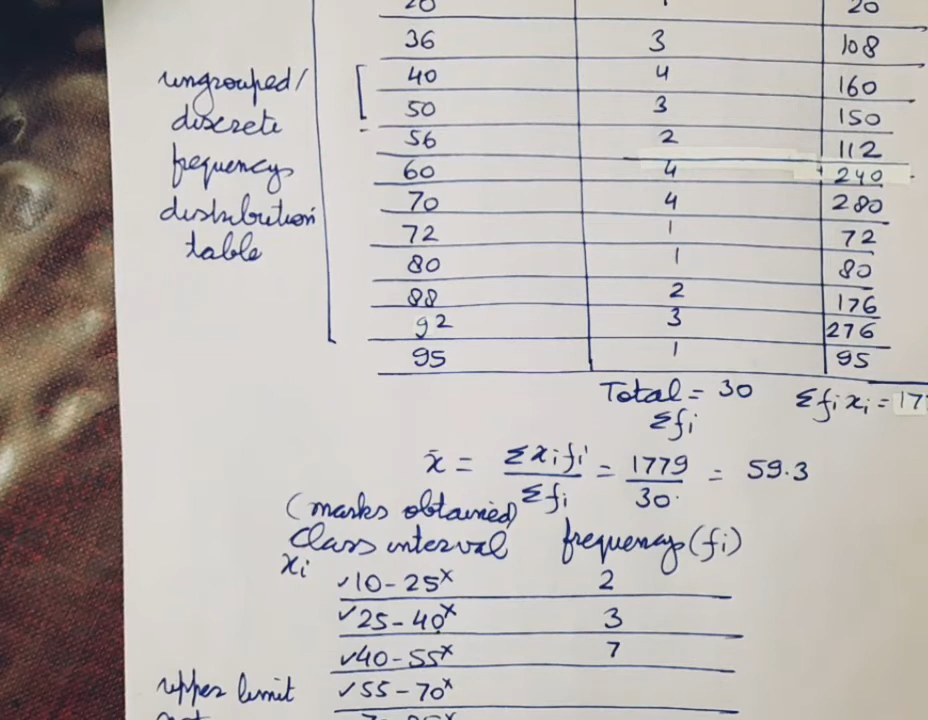 20 1 20
36 3 108
40 4 160
50 3 150
56 2 112
60 4 240
70 4 280
72 1 72
80 1 80
88 2 176
92 3 276
95 1 95
ungrouped/
discrete
frequency
distribution
table
Total = 30 Σfixi = 177
Σfi
x̄ = Σxifi / Σfi = 1779 / 30 = 59.3
(marks obtained)
Class interval frequency (fi)
xi
✓10-25× 2
✓25-40× 3
✓40-55× 7
✓55-70×
upper limit